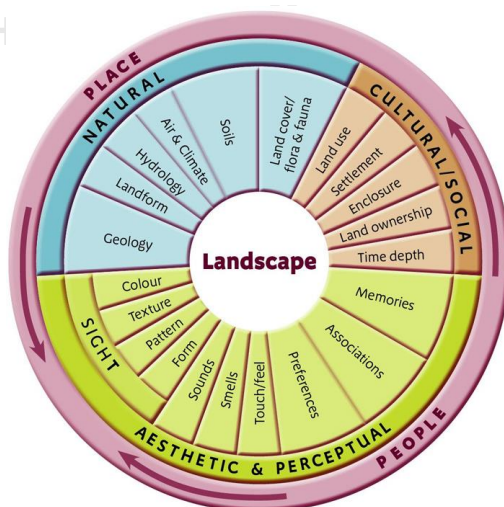 PLACE
NATURAL
CULTURAL/SOCIAL
Geology
Landform
Hydrology
Air & Climate
Soils
Land cover/
flora & fauna
Land use
Settlement
Enclosure
Land ownership
Time depth
Landscape
Colour
Texture
Pattern
Form
SIGHT
Sounds
Smells
Touch/feel
Preferences
Associations
Memories
AESTHETIC & PERCEPTUAL
PEOPLE